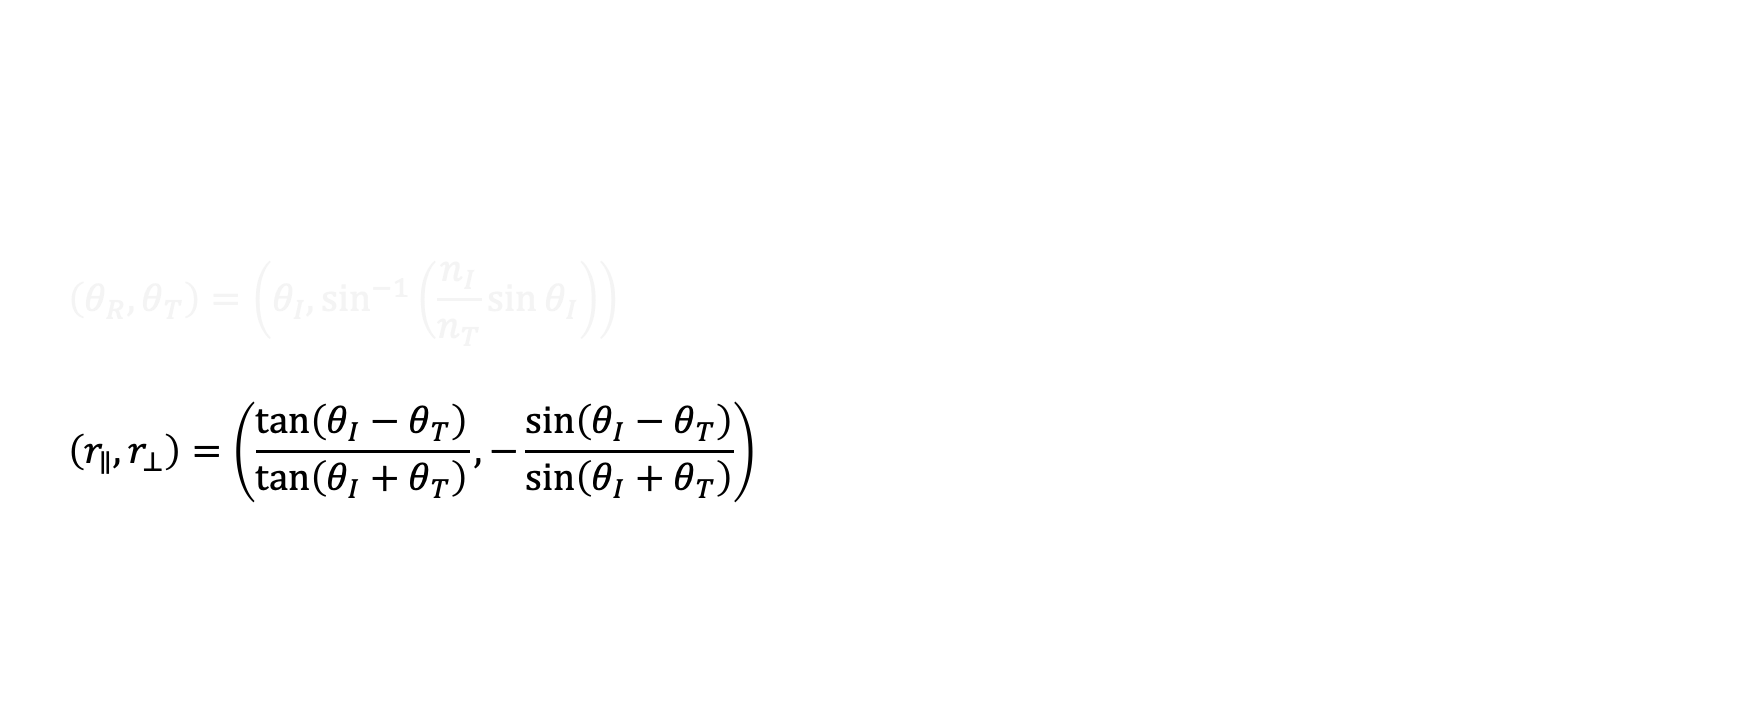 (θ_R, θ_T) = (θ_I, sin⁻¹(n_I/n_T sin θ_I))
(r_∥, r_⊥) = (tan(θ_I − θ_T)/tan(θ_I + θ_T), − sin(θ_I − θ_T)/sin(θ_I + θ_T))